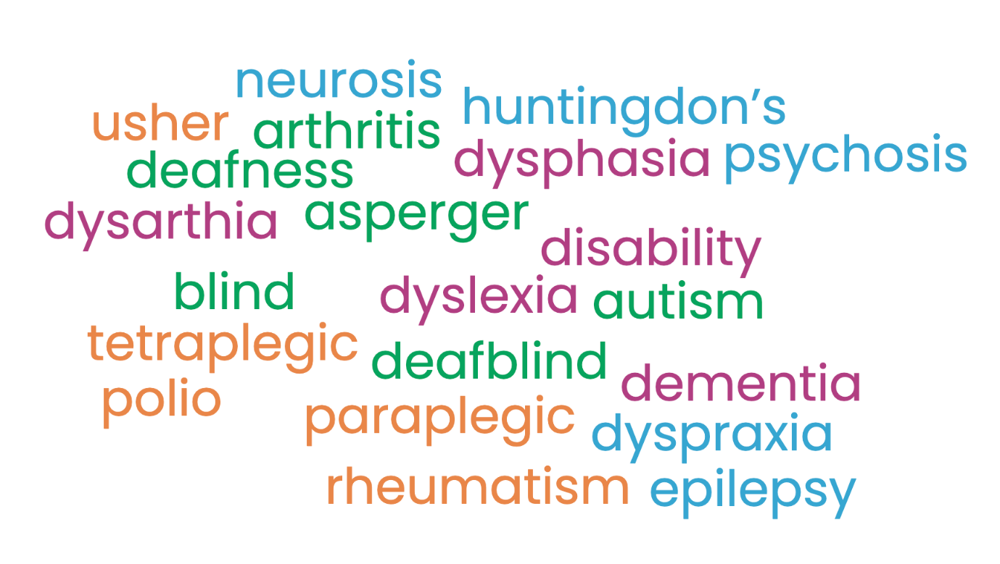 neurosis
huntingdon’s
usher
arthritis
dysphasia
psychosis
deafness
dysarthia
asperger
disability
blind
dyslexia
autism
tetraplegic
deafblind
dementia
polio
paraplegic
dyspraxia
rheumatism
epilepsy